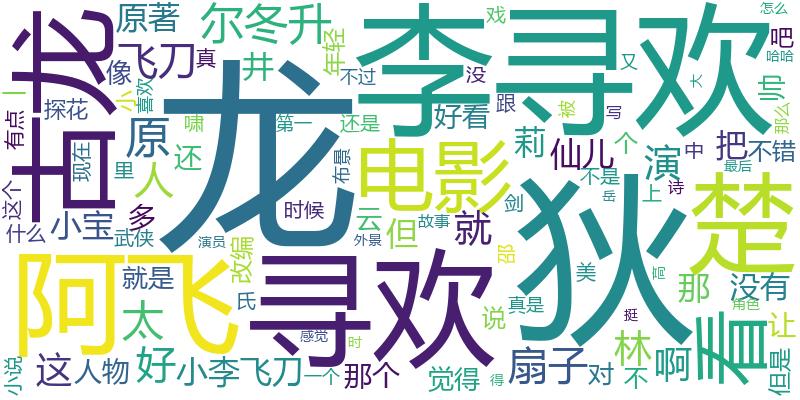 龙
狄
李寻欢
寻欢
阿飞
楚
古龙
电影
看
尔冬升
原著
飞刀
像
真
井
年轻
不过
没
戏
又
怎么
吧
哈哈
大
帅
那么
写
被
跟
好看
还是
第一
啸
小
喜欢
探花
有点
现在
这个
什么
里
原
还
人
多
小宝
武侠
就是
演员
改编
氏
时候
布景
云
但
外景
故事
就
剑
邵
莉
个
仙儿
不是
美
真是
说
演
上
岳
诗
中
把
不错
最后
高
挺
角色
那
没有
让
但是
林
啊
不
对
扇子
得
觉得
那个
时
一个
感觉
小李飞刀
好
太
人物
这
小说
一